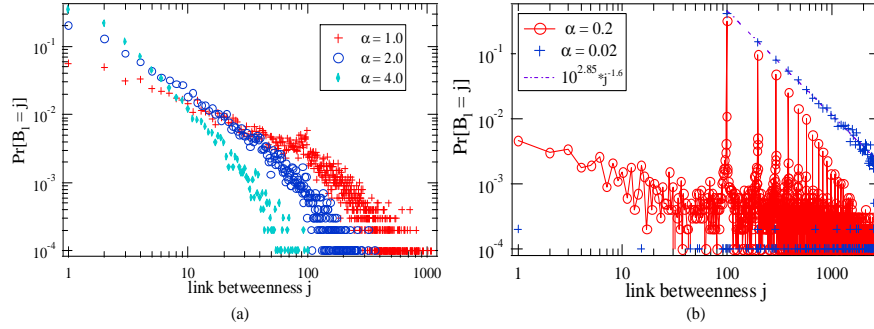 (a)
Pr[B_l = j]
10^-1
10^-2
10^-3
10^-4
1
10
100
1000
link betweenness j
α = 1.0
α = 2.0
α = 4.0
(a)
(b)
Pr[B_l = j]
10^-1
10^-2
10^-3
10^-4
1
10
100
1000
link betweenness j
α = 0.2
α = 0.02
10^2.85*j^-1.6
(b)